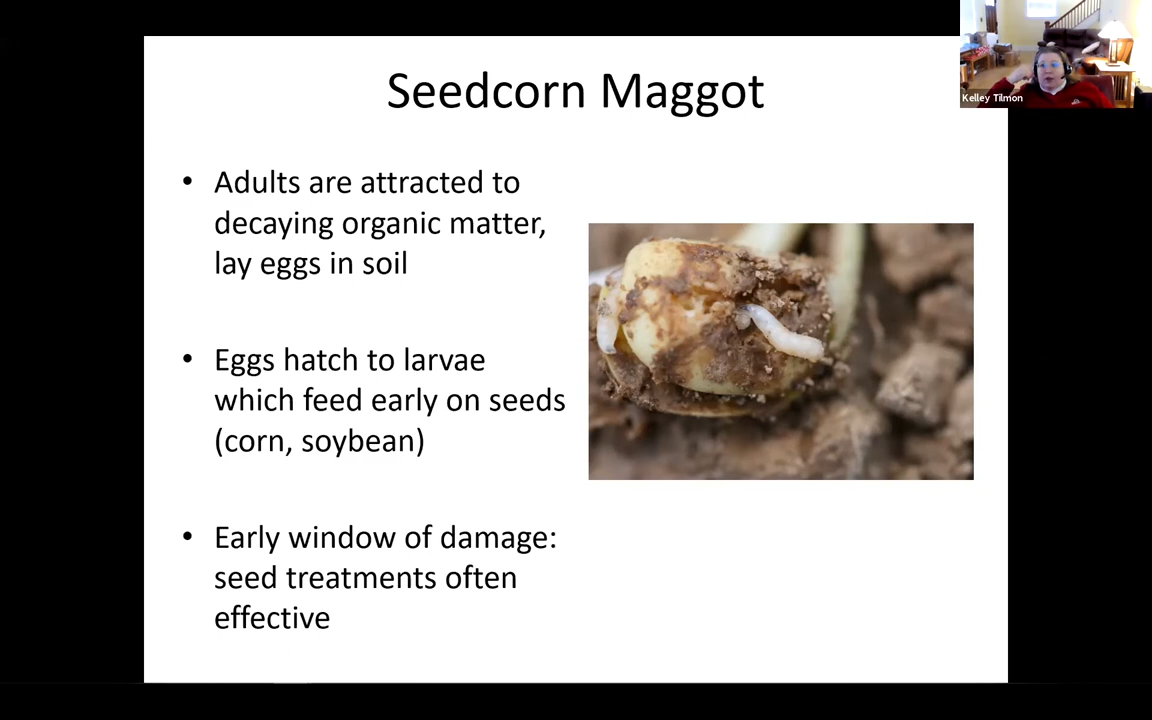 Seedcorn Maggot
Kelley Tilmon
• Adults are attracted to
decaying organic matter,
lay eggs in soil
• Eggs hatch to larvae
which feed early on seeds
(corn, soybean)
• Early window of damage:
seed treatments often
effective